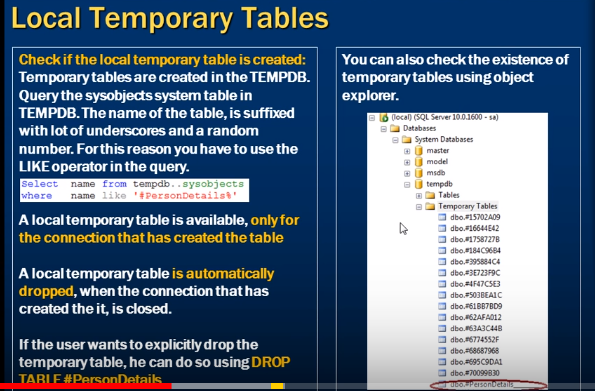 Local Temporary Tables
Check if the local temporary table is created:
Temporary tables are created in the TEMPDB.
Query the sysobjects system table in
TEMPDB. The name of the table, is suffixed
with lot of underscores and a random
number. For this reason you have to use the
LIKE operator in the query.
Select name from tempdb..sysobjects
where name like '#PersonDetails%'
A local temporary table is available, only for
the connection that has created the table
A local temporary table is automatically
dropped, when the connection that has
created the it, is closed.
If the user wants to explicitly drop the
temporary table, he can do so using DROP
TABLE #PersonDetails
You can also check the existence of
temporary tables using object
explorer.
(local) (SQL Server 10.0.1600 - sa)
Databases
System Databases
master
model
msdb
tempdb
Tables
Temporary Tables
dbo.#15702A09
dbo.#16644E42
dbo.#1758727B
dbo.#184C96B4
dbo.#395884C4
dbo.#3E723F9C
dbo.#4F47C5E3
dbo.#503BEA1C
dbo.#61BB7BD9
dbo.#62AFA012
dbo.#63A3C44B
dbo.#6774552F
dbo.#68687968
dbo.#695C9DA1
dbo.#70099B30
dbo.#PersonDetails____